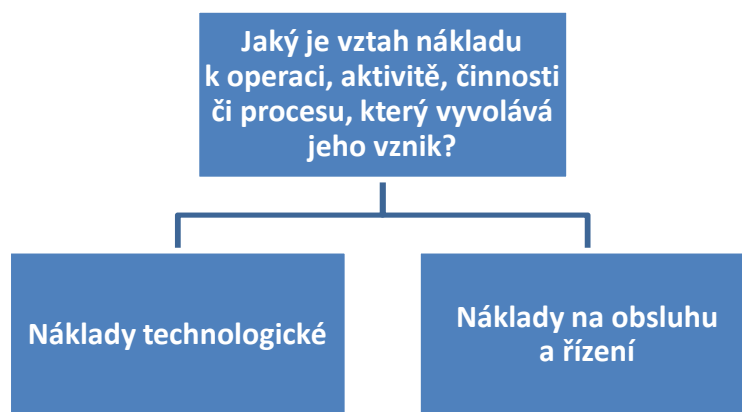 Jaký je vztah nákladu
k operaci, aktivitě, činnosti
či procesu, který vyvolává
jeho vznik?
Náklady technologické
Náklady na obsluhu
a řízení